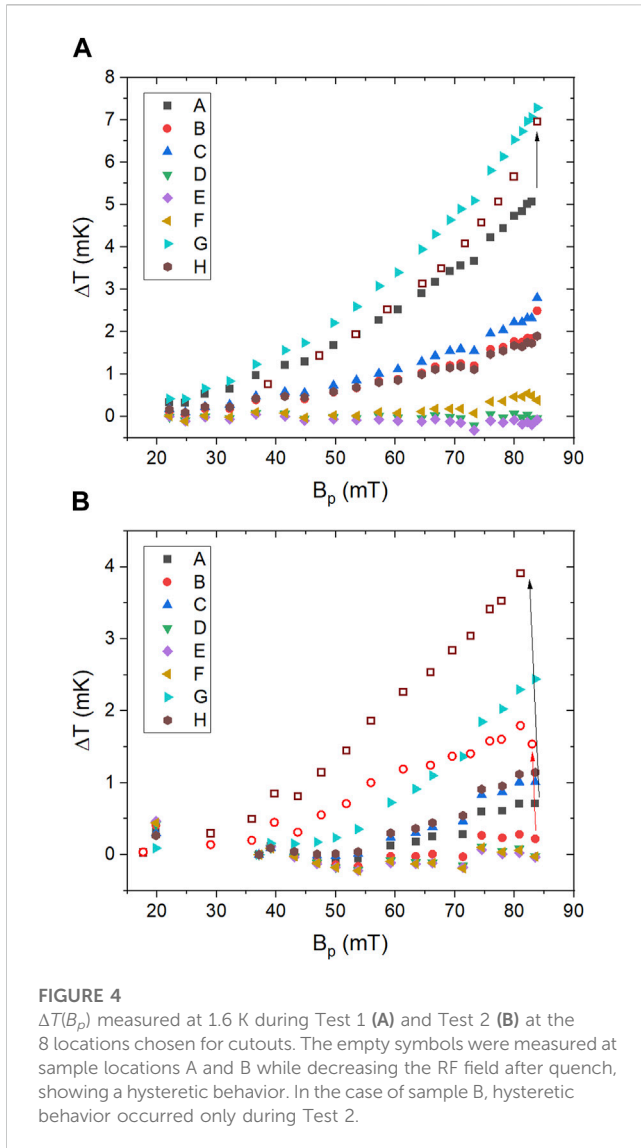 A
8
7
6
5
4
3
2
1
0
ΔT (mK)
A
B
C
D
E
F
G
H
20 30 40 50 60 70 80 90
Bp (mT)
B
4
3
2
1
0
ΔT (mK)
A
B
C
D
E
F
G
H
20 30 40 50 60 70 80 90
Bp (mT)
FIGURE 4
ΔT(Bp) measured at 1.6 K during Test 1 (A) and Test 2 (B) at the
8 locations chosen for cutouts. The empty symbols were measured at
sample locations A and B while decreasing the RF field after quench,
showing a hysteretic behavior. In the case of sample B, hysteretic
behavior occurred only during Test 2.